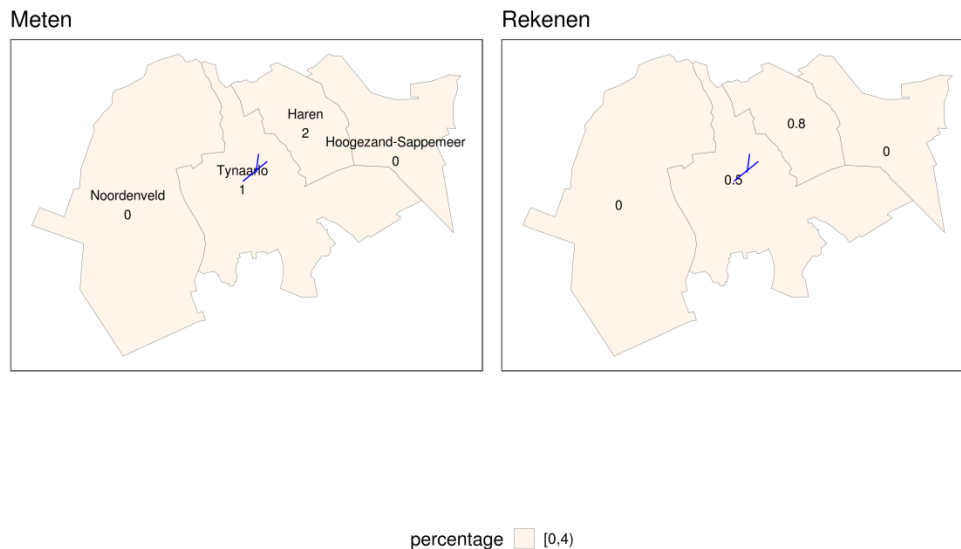 Meten
Rekenen
Haren
2
Hoogezand-Sappemeer
0
Tynaarlo
1
Noordenveld
0
0.8
0
0.5
0
percentage [0,4)